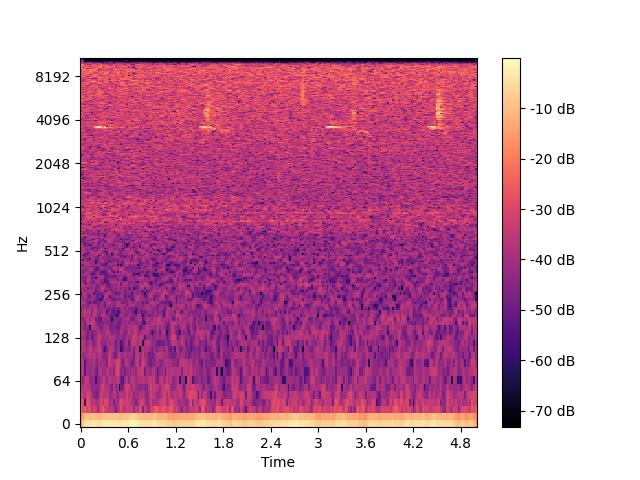 8192
4096
2048
1024
512
256
128
64
0
Hz
0 0.6 1.2 1.8 2.4 3 3.6 4.2 4.8
Time
-10 dB
-20 dB
-30 dB
-40 dB
-50 dB
-60 dB
-70 dB